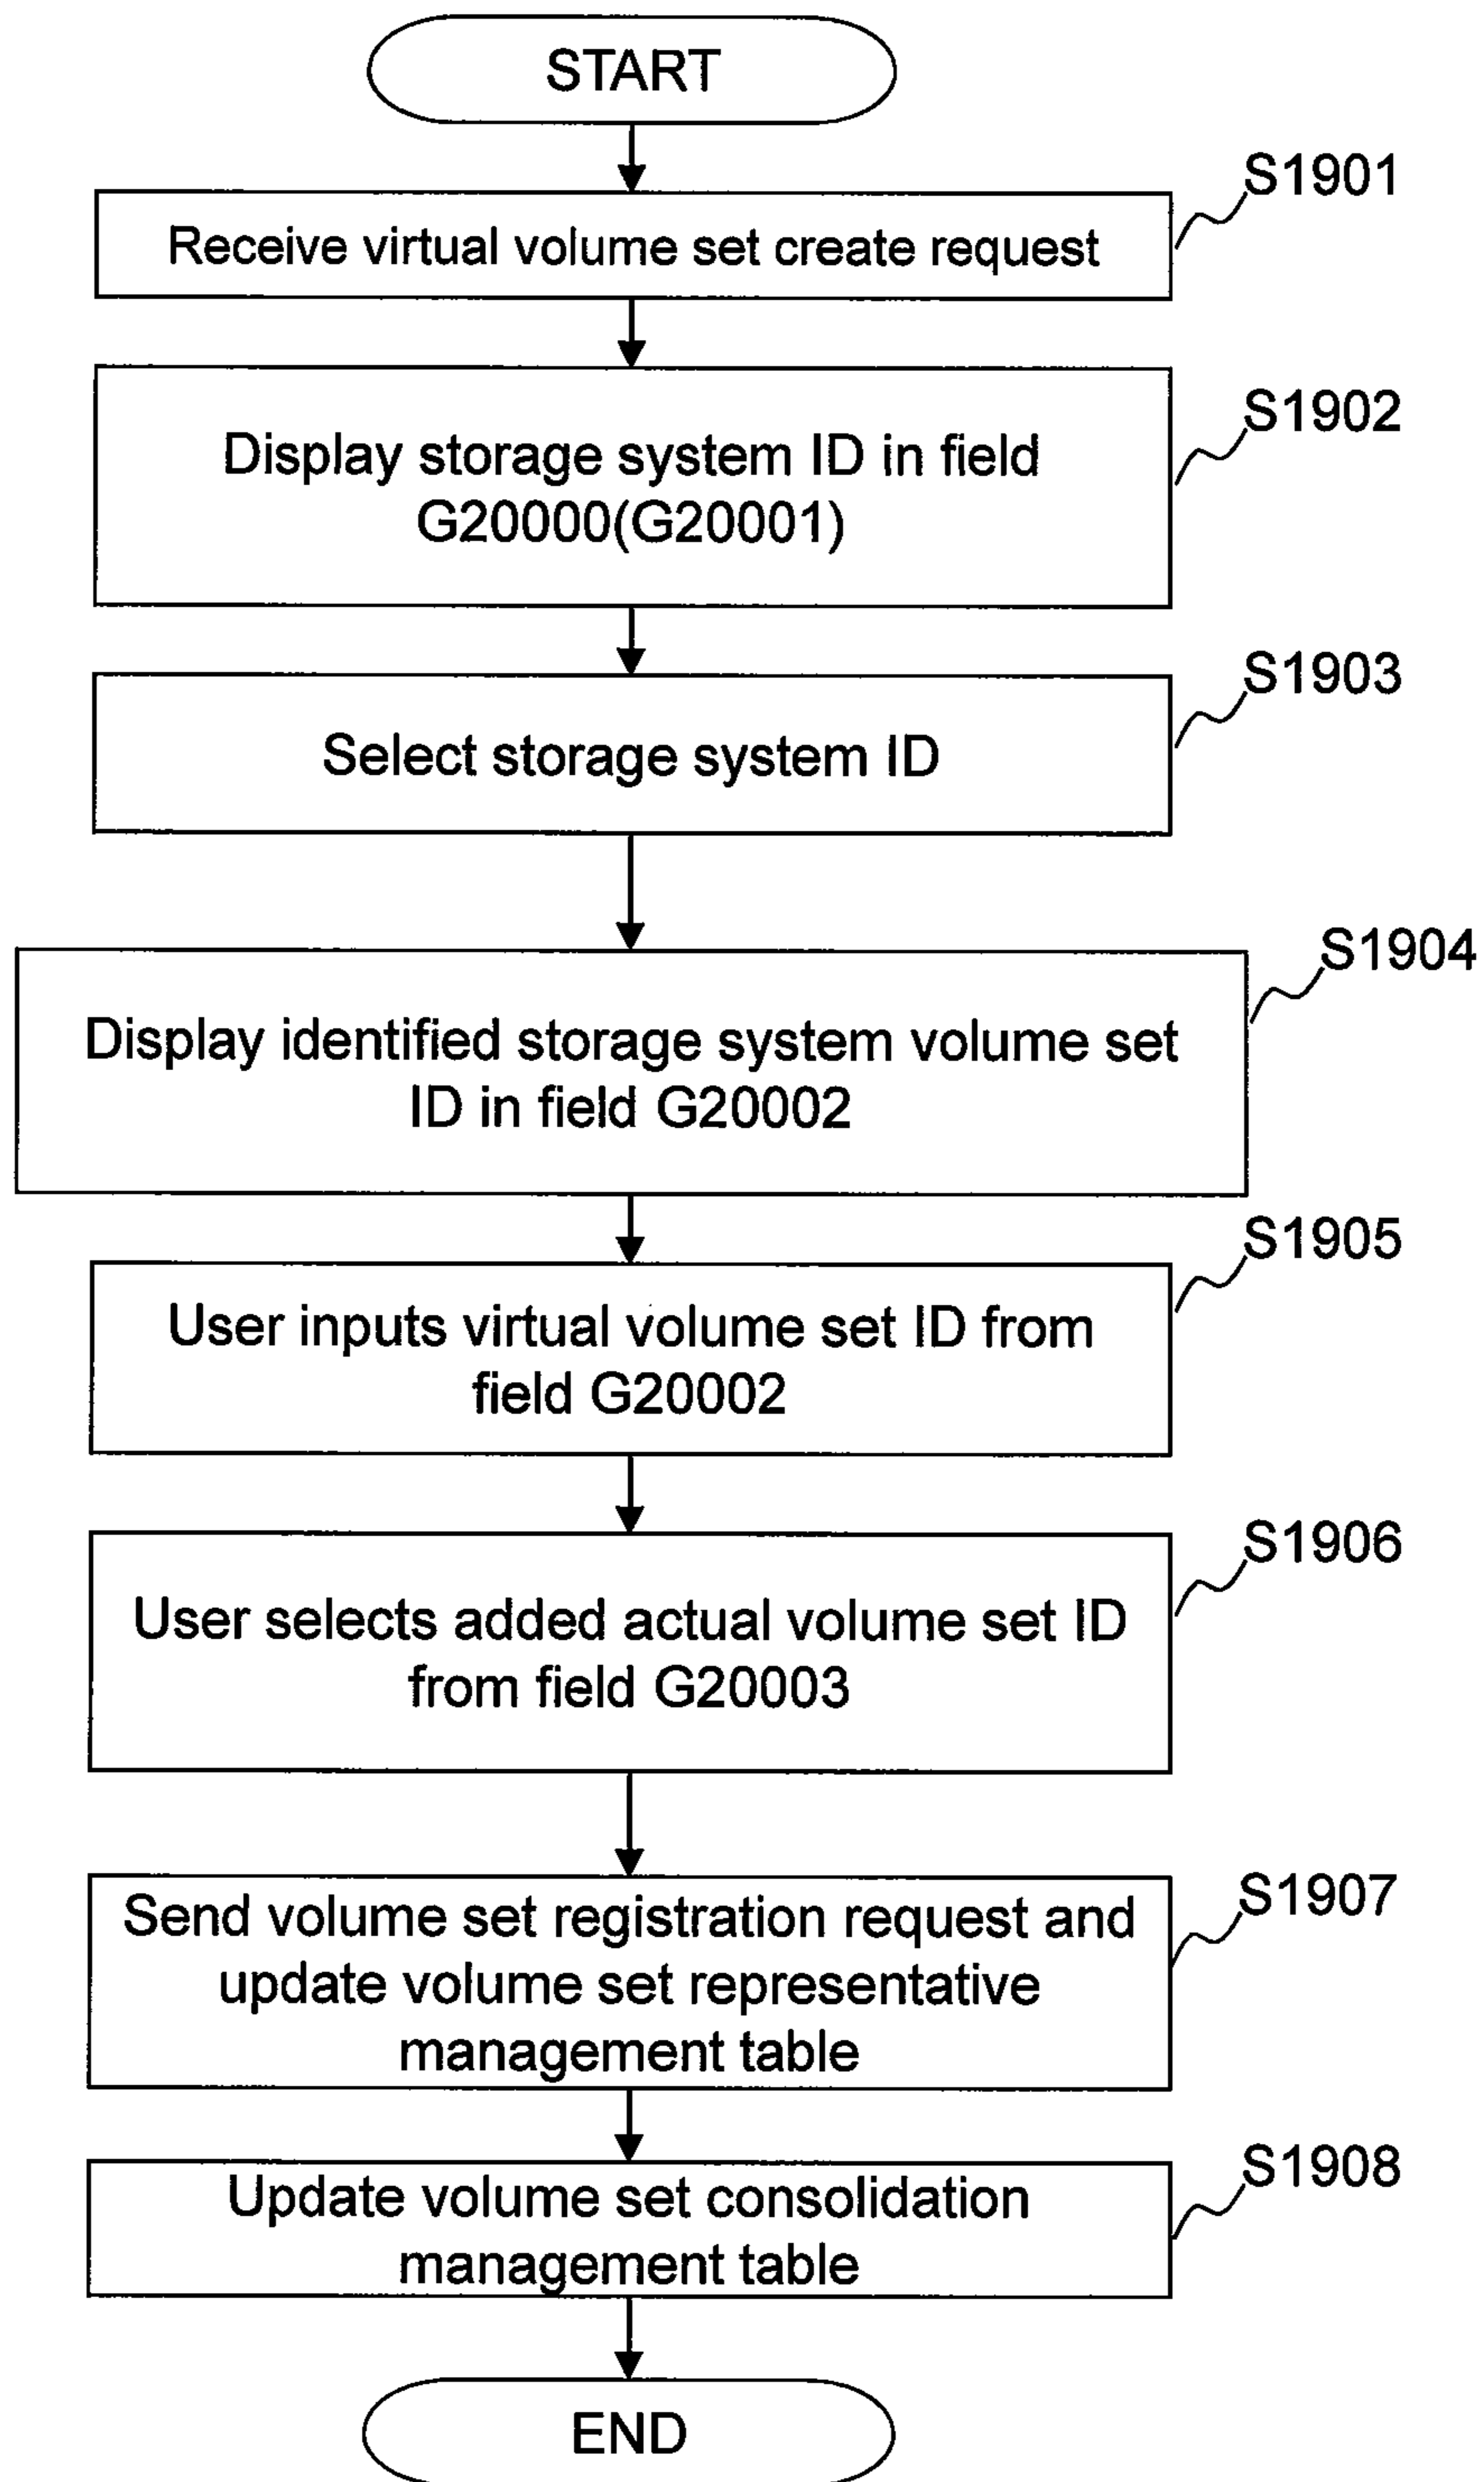 START
S1901
Receive virtual volume set create request
S1902
Display storage system ID in field
G20000(G20001)
S1903
Select storage system ID
S1904
Display identified storage system volume set
ID in field G20002
S1905
User inputs virtual volume set ID from
field G20002
S1906
User selects added actual volume set ID
from field G20003
S1907
Send volume set registration request and
update volume set representative
management table
S1908
Update volume set consolidation
management table
END